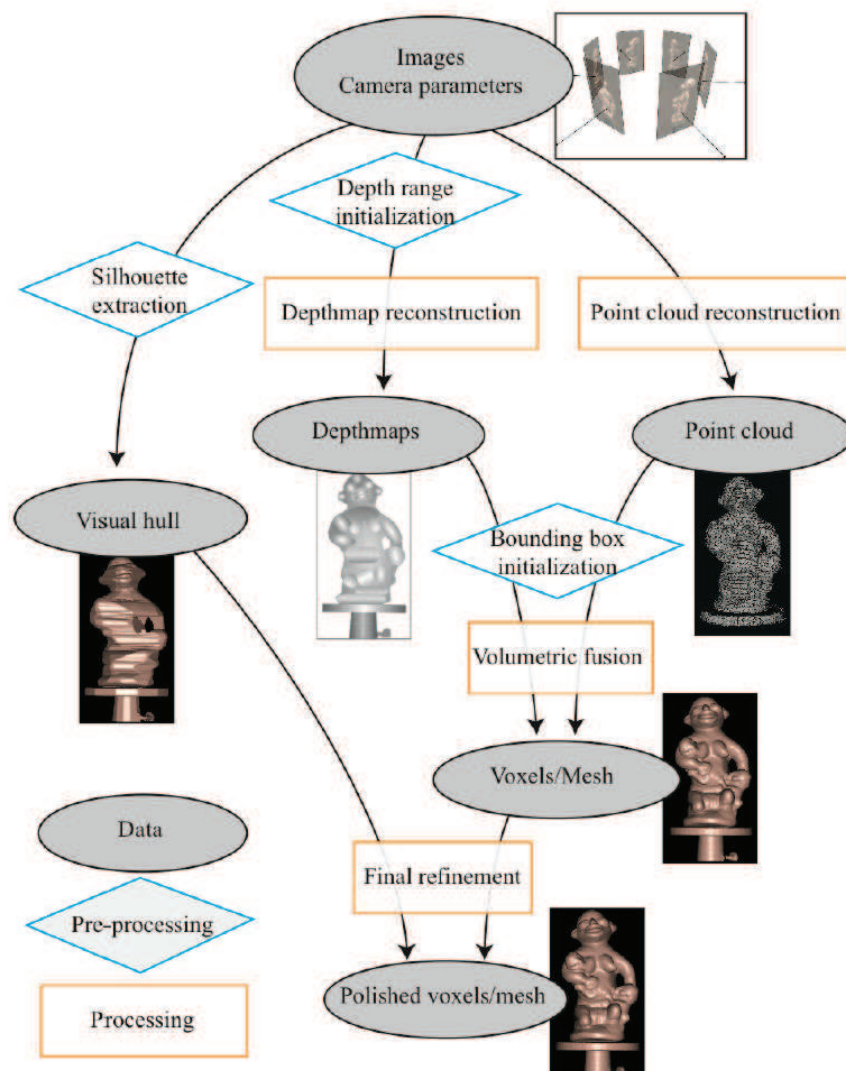 Images
Camera parameters
Depth range
initialization
Silhouette
extraction
Depthmap reconstruction
Point cloud reconstruction
Depthmaps
Point cloud
Visual hull
Bounding box
initialization
Volumetric fusion
Voxels/Mesh
Data
Final refinement
Pre-processing
Polished voxels/mesh
Processing